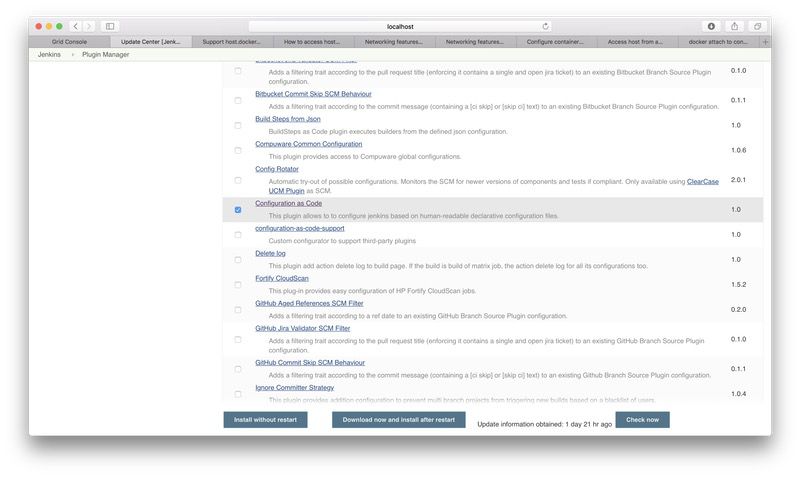 localhost
Grid Console
Update Center [Jenk...
Support host.docker...
How to access host...
Networking features...
Networking features...
Configure container...
Access host from a...
docker attach to con...
Jenkins
Plugin Manager
Adds a filtering trait according to the pull request title (enforcing it contains a single and open jira ticket) to an existing Bitbucket Branch Source Plugin
configuration.
0.1.0
Bitbucket Commit Skip SCM Behaviour
Adds a filtering trait according to the commit message (containing a [ci skip] or [skip ci] text) to an existing Bitbucket Branch Source Plugin configuration.
0.1.1
Build Steps from Json
BuildSteps as Code plugin executes builders from the defined json configuration.
1.0
Compuware Common Configuration
This plugin provides access to Compuware global configurations.
1.0.6
Config Rotator
Automatic try-out of possible configurations. Monitors the SCM for newer versions of components and tests if compliant. Only available using ClearCase
UCM Plugin as SCM.
2.0.1
Configuration as Code
This plugin allows to to configure jenkins based on human-readable declarative configuration files.
1.0
configuration-as-code-support
Custom configurator to support third-party plugins
1.0
Delete log
This plugin add action delete log to build page. If the build is build of matrix job, the action delete log for all its configurations too.
1.0
Fortify CloudScan
This plug-in provides easy configuration of HP Fortify CloudScan jobs.
1.5.2
GitHub Aged References SCM Filter
Adds a filtering trait according to a ref date to an existing GitHub Branch Source Plugin configuration.
0.2.0
GitHub Jira Validator SCM Filter
Adds a filtering trait according to the pull request title (enforcing it contains a single and open jira ticket) to an existing GitHub Branch Source Plugin
configuration.
0.1.0
GitHub Commit Skip SCM Behaviour
Adds a filtering trait according to the commit message (containing a [ci skip] or [skip ci] text) to an existing Github Branch Source Plugin configuration.
0.1.1
Ignore Committer Strategy
This plugin provides addition configuration to prevent multi branch projects from triggering new builds based on a blacklist of users.
1.0.4
Install without restart
Download now and install after restart
Update information obtained: 1 day 21 hr ago
Check now